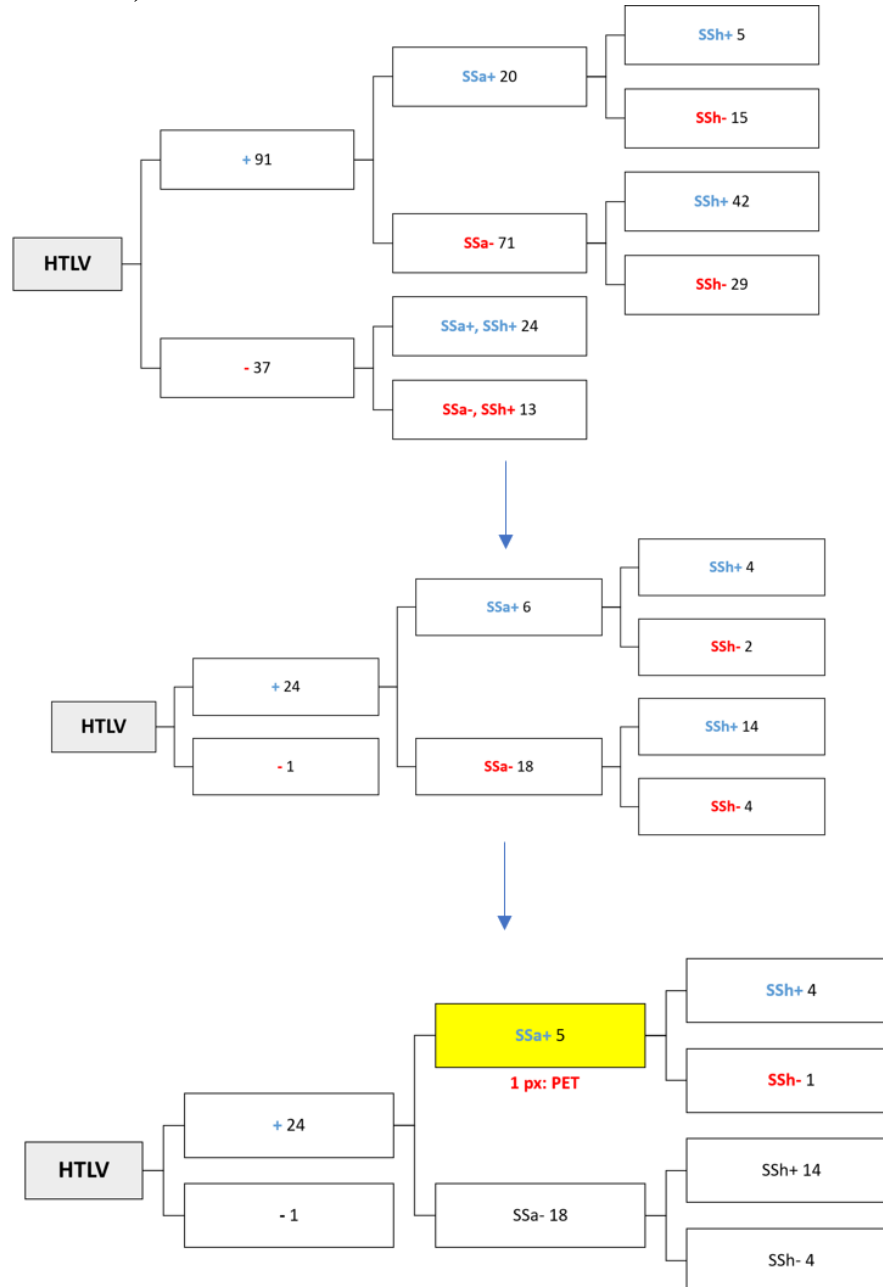 SSh+ 5
SSa+ 20
SSh- 15
+ 91
SSh+ 42
SSa- 71
HTLV
SSh- 29
SSa+, SSh+ 24
- 37
SSa-, SSh+ 13
SSh+ 4
SSa+ 6
SSh- 2
+ 24
HTLV
SSh+ 14
- 1
SSa- 18
SSh- 4
SSh+ 4
SSa+ 5
1 px: PET
SSh- 1
+ 24
HTLV
SSh+ 14
- 1
SSa- 18
SSh- 4